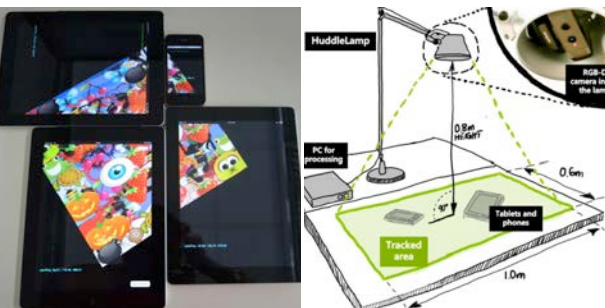 HuddleLamp
RGB-D
camera in
the lam
0.8m
HEIGHT
PC for
processing
0.6m
90°
Tablets and
phones
Tracked
area
1.0m